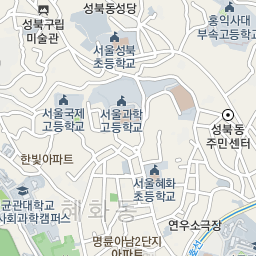 성북동성당
성북구립
미술관
홍익사대
부속고등학교
서울성북
초등학교
서울국제
고등학교
서울과학
고등학교
성북동
주민센터
한빛아파트
서울혜화
초등학교
균관대학교
사회과학캠퍼스
혜화동
연우소극장
명륜아남2단지
아파트